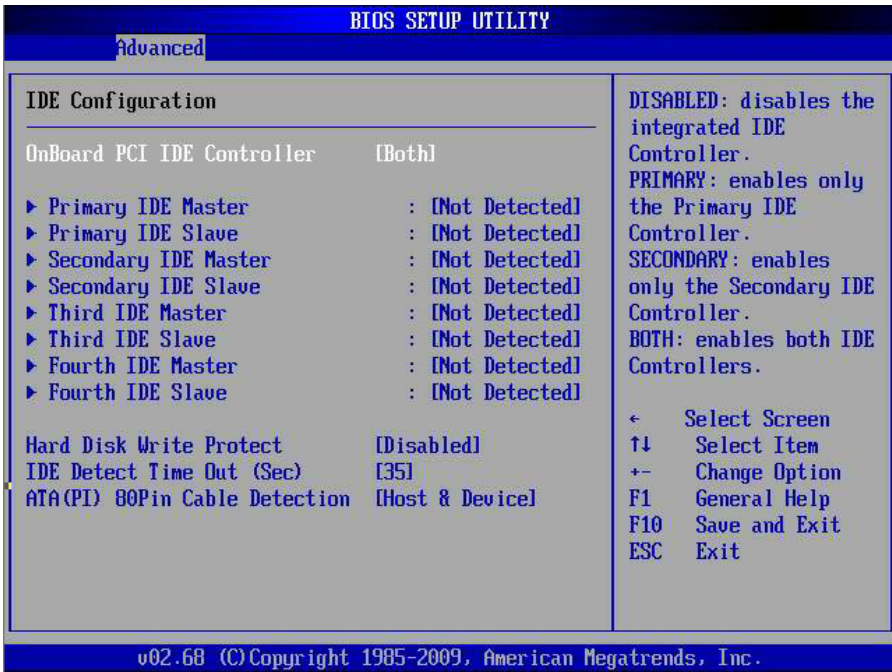 BIOS SETUP UTILITY
Advanced
IDE Configuration
OnBoard PCI IDE Controller [Both]
▶ Primary IDE Master : [Not Detected]
▶ Primary IDE Slave : [Not Detected]
▶ Secondary IDE Master : [Not Detected]
▶ Secondary IDE Slave : [Not Detected]
▶ Third IDE Master : [Not Detected]
▶ Third IDE Slave : [Not Detected]
▶ Fourth IDE Master : [Not Detected]
▶ Fourth IDE Slave : [Not Detected]
Hard Disk Write Protect [Disabled]
IDE Detect Time Out (Sec) [35]
ATA(PI) 80Pin Cable Detection [Host & Device]
DISABLED: disables the
integrated IDE
Controller.
PRIMARY: enables only
the Primary IDE
Controller.
SECONDARY: enables
only the Secondary IDE
Controller.
BOTH: enables both IDE
Controllers.
← Select Screen
↑↓ Select Item
+- Change Option
F1 General Help
F10 Save and Exit
ESC Exit
v02.68 (C)Copyright 1985-2009, American Megatrends, Inc.